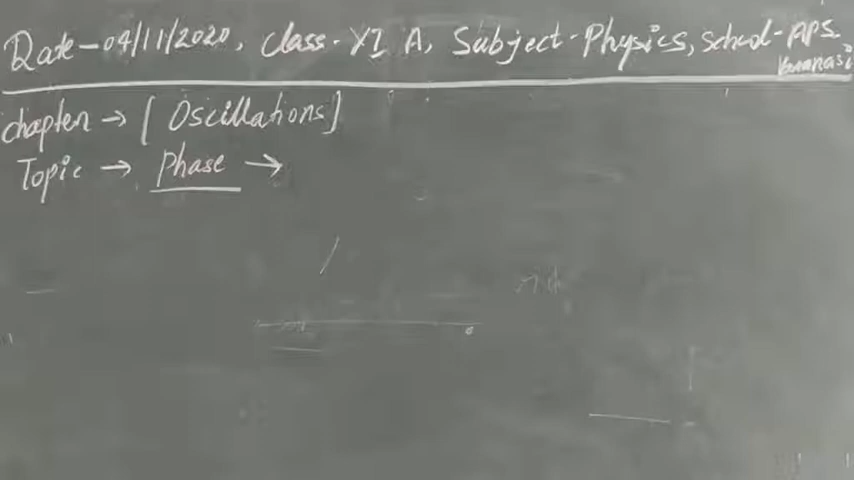 Date-04/11/2020, Class-XI A, Subject-Physics, School-APS.
Varanasi
Chapter → [Oscillations]
Topic → Phase →